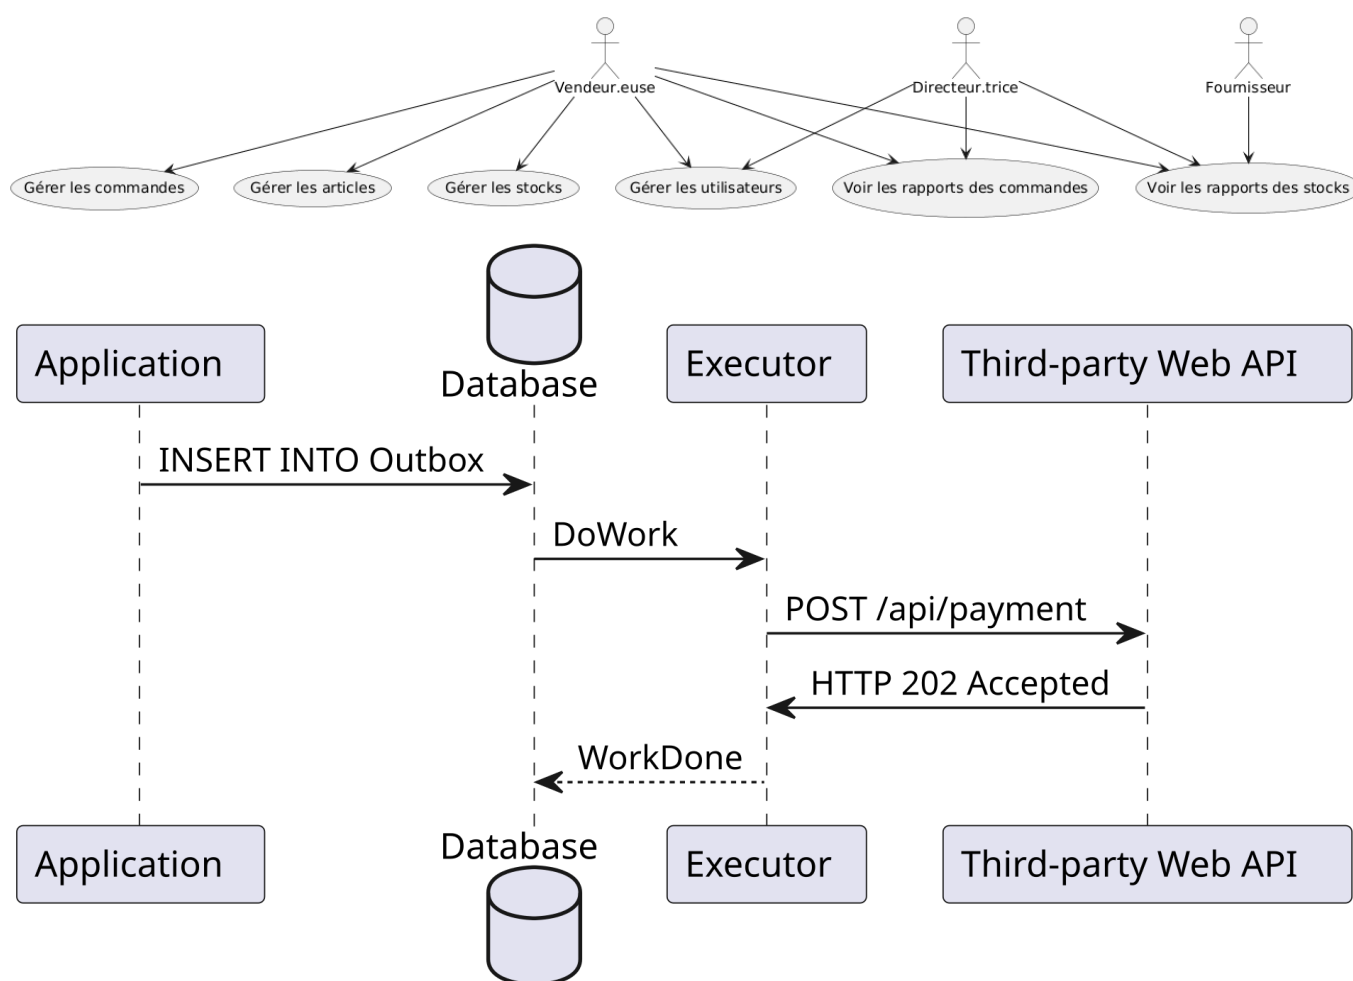 Vendeur.euse
Directeur.trice
Fournisseur
Gérer les commandes
Gérer les articles
Gérer les stocks
Gérer les utilisateurs
Voir les rapports des commandes
Voir les rapports des stocks
Application
Database
Executor
Third-party Web API
INSERT INTO Outbox
DoWork
POST /api/payment
HTTP 202 Accepted
WorkDone
Application
Database
Executor
Third-party Web API